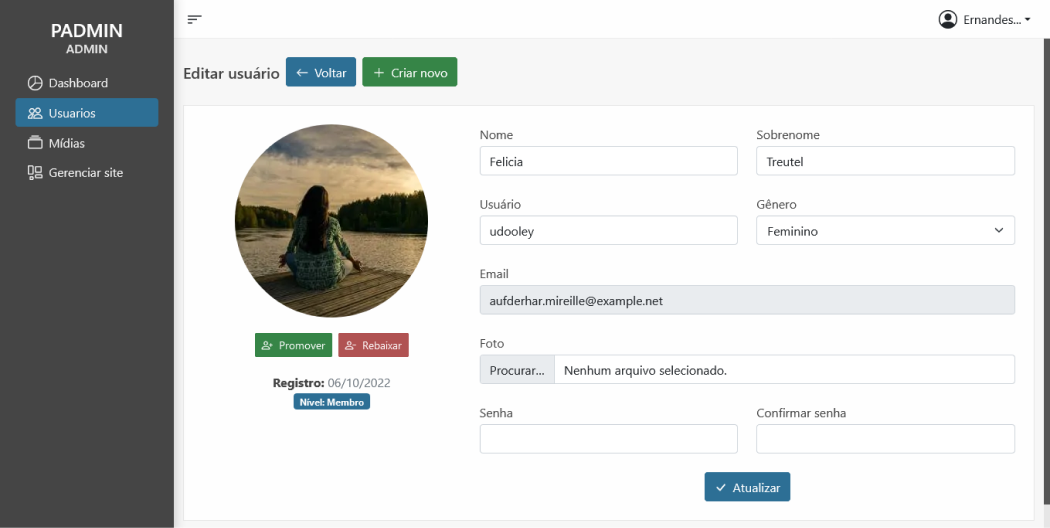 PADMIN
ADMIN
Dashboard
Usuarios
Mídias
Gerenciar site
Ernandes...
Editar usuário
Voltar
Criar novo
Promover
Rebaixar
Registro: 06/10/2022
Nível: Membro
Nome
Sobrenome
Felicia
Treutel
Usuário
Gênero
udooley
Feminino
Email
aufderhar.mireille@example.net
Foto
Procurar... Nenhum arquivo selecionado.
Senha
Confirmar senha
Atualizar